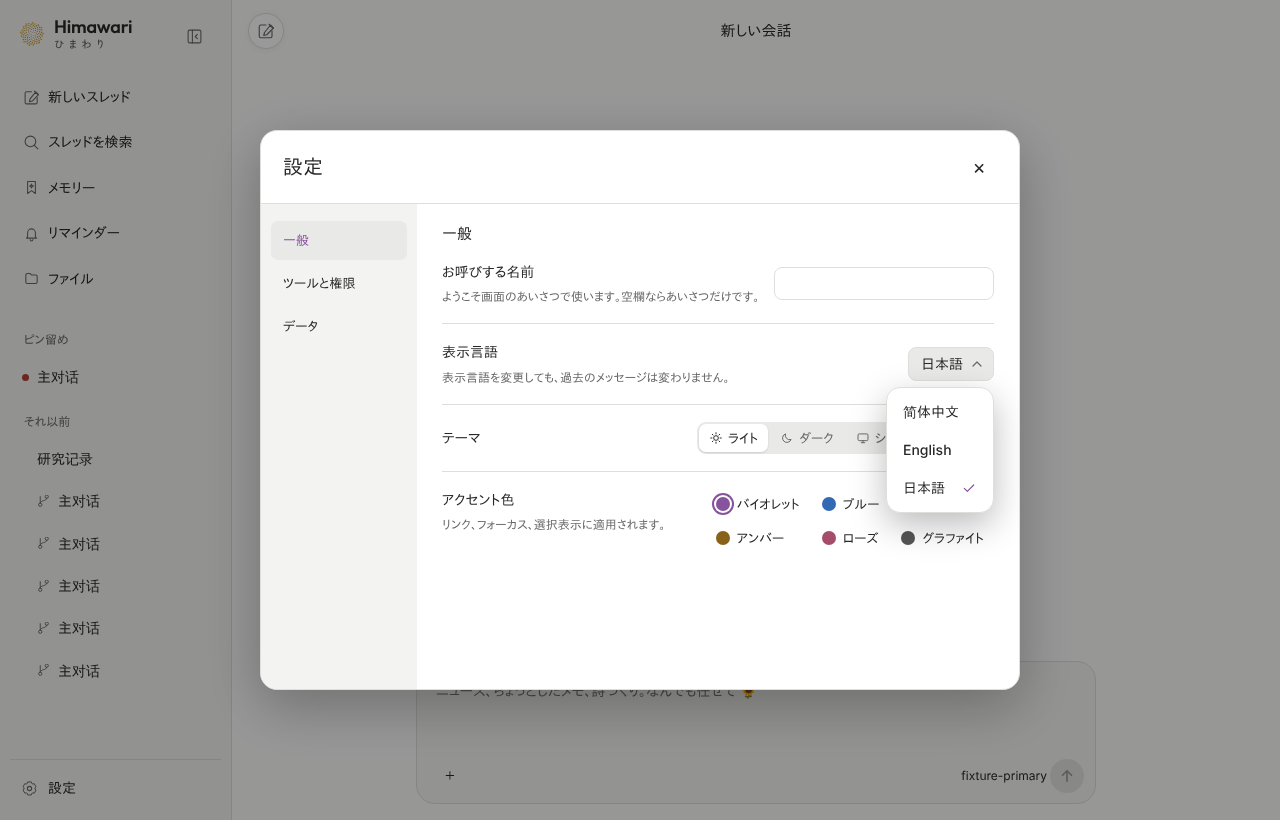 Himawari
ひまわり
新しいスレッド
スレッドを検索
メモリー
リマインダー
ファイル
ピン留め
主对话
それ以前
研究记录
主对话
主对话
主对话
主对话
主对话
設定
新しい会話
設定
一般
ツールと権限
データ
一般
お呼びする名前
ようこそ画面のあいさつで使います。空欄ならあいさつだけです。
表示言語
表示言語を変更しても、過去のメッセージは変わりません。
日本語
简体中文
English
日本語
テーマ
ライト
ダーク
アクセント色
リンク、フォーカス、選択表示に適用されます。
バイオレット
ブルー
アンバー
ローズ
グラファイト
fixture-primary